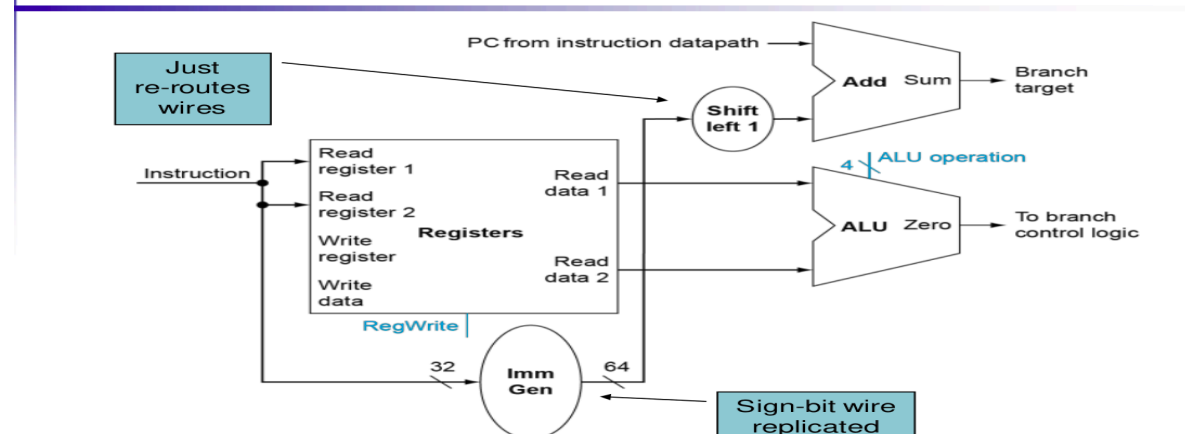 PC from instruction datapath
Just
re-routes
wires
Add Sum
Branch
target
Shift
left 1
Instruction
Read
register 1
Read
register 2
Write
register
Write
data
Registers
Read
data 1
Read
data 2
RegWrite
4
ALU operation
ALU Zero
To branch
control logic
32
Imm
Gen
64
Sign-bit wire
replicated